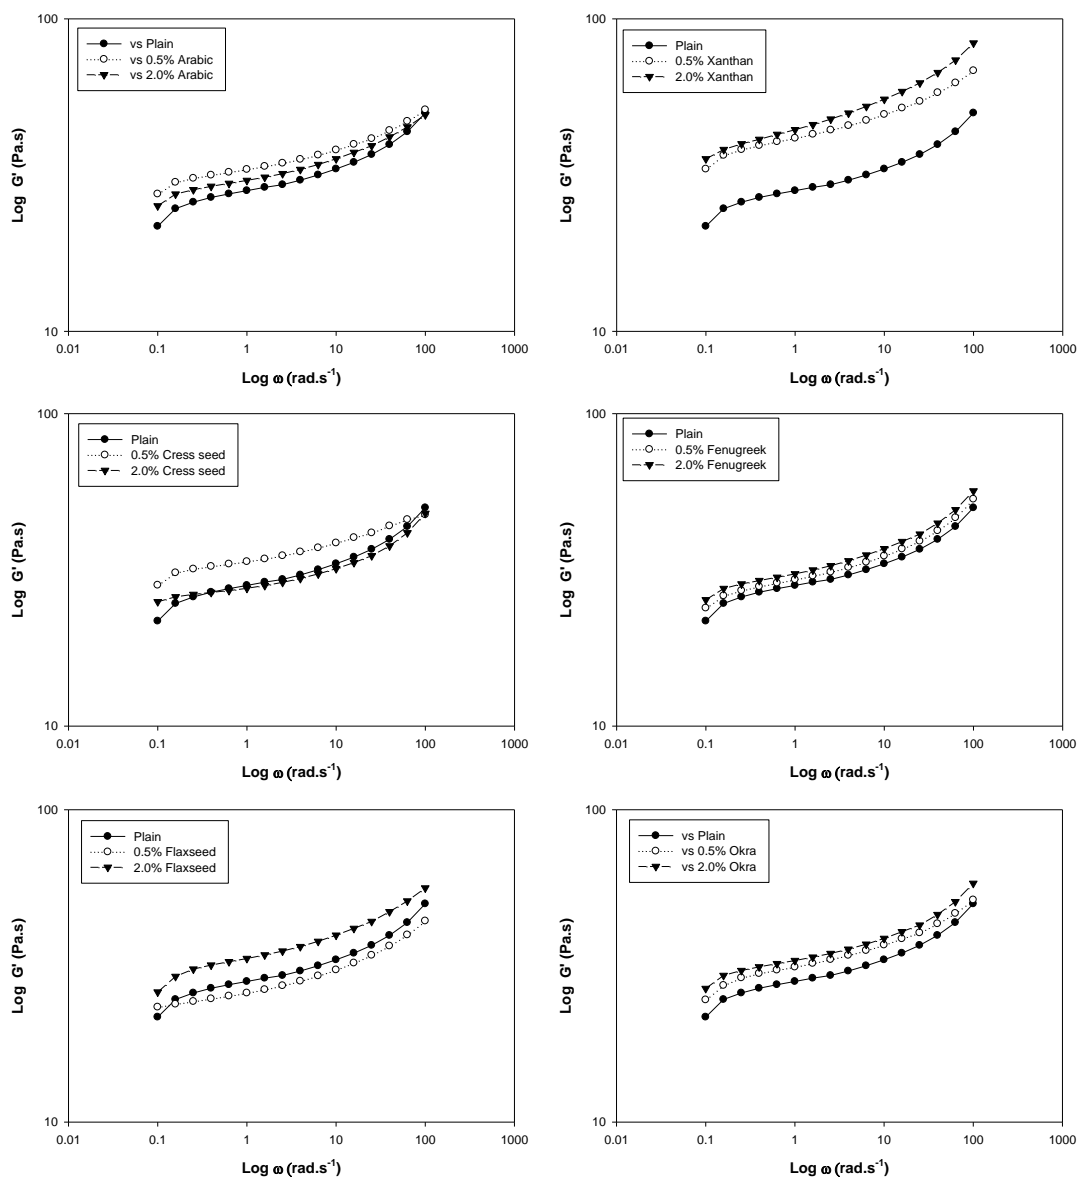 100
vs Plain
vs 0.5% Arabic
vs 2.0% Arabic
Log G' (Pa.s)
10
0.01 0.1 1 10 100 1000
Log ω (rad.s-1)
100
Plain
0.5% Xanthan
2.0% Xanthan
Log G' (Pa.s)
10
0.01 0.1 1 10 100 1000
Log ω (rad.s-1)
100
Plain
0.5% Cress seed
2.0% Cress seed
Log G' (Pa.s)
10
0.01 0.1 1 10 100 1000
Log ω (rad.s-1)
100
Plain
0.5% Fenugreek
2.0% Fenugreek
Log G' (Pa.s)
10
0.01 0.1 1 10 100 1000
Log ω (rad.s-1)
100
Plain
0.5% Flaxseed
2.0% Flaxseed
Log G' (Pa.s)
10
0.01 0.1 1 10 100 1000
Log ω (rad.s-1)
100
vs Plain
vs 0.5% Okra
vs 2.0% Okra
Log G' (Pa.s)
10
0.01 0.1 1 10 100 1000
Log ω (rad.s-1)